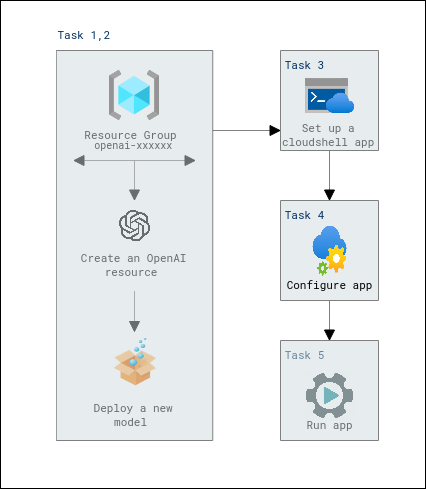 Task 1,2
Resource Group
openai-xxxxxx
Create an OpenAI
resource
Deploy a new
model
Task 3
Set up a
cloudshell app
Task 4
Configure app
Task 5
Run app